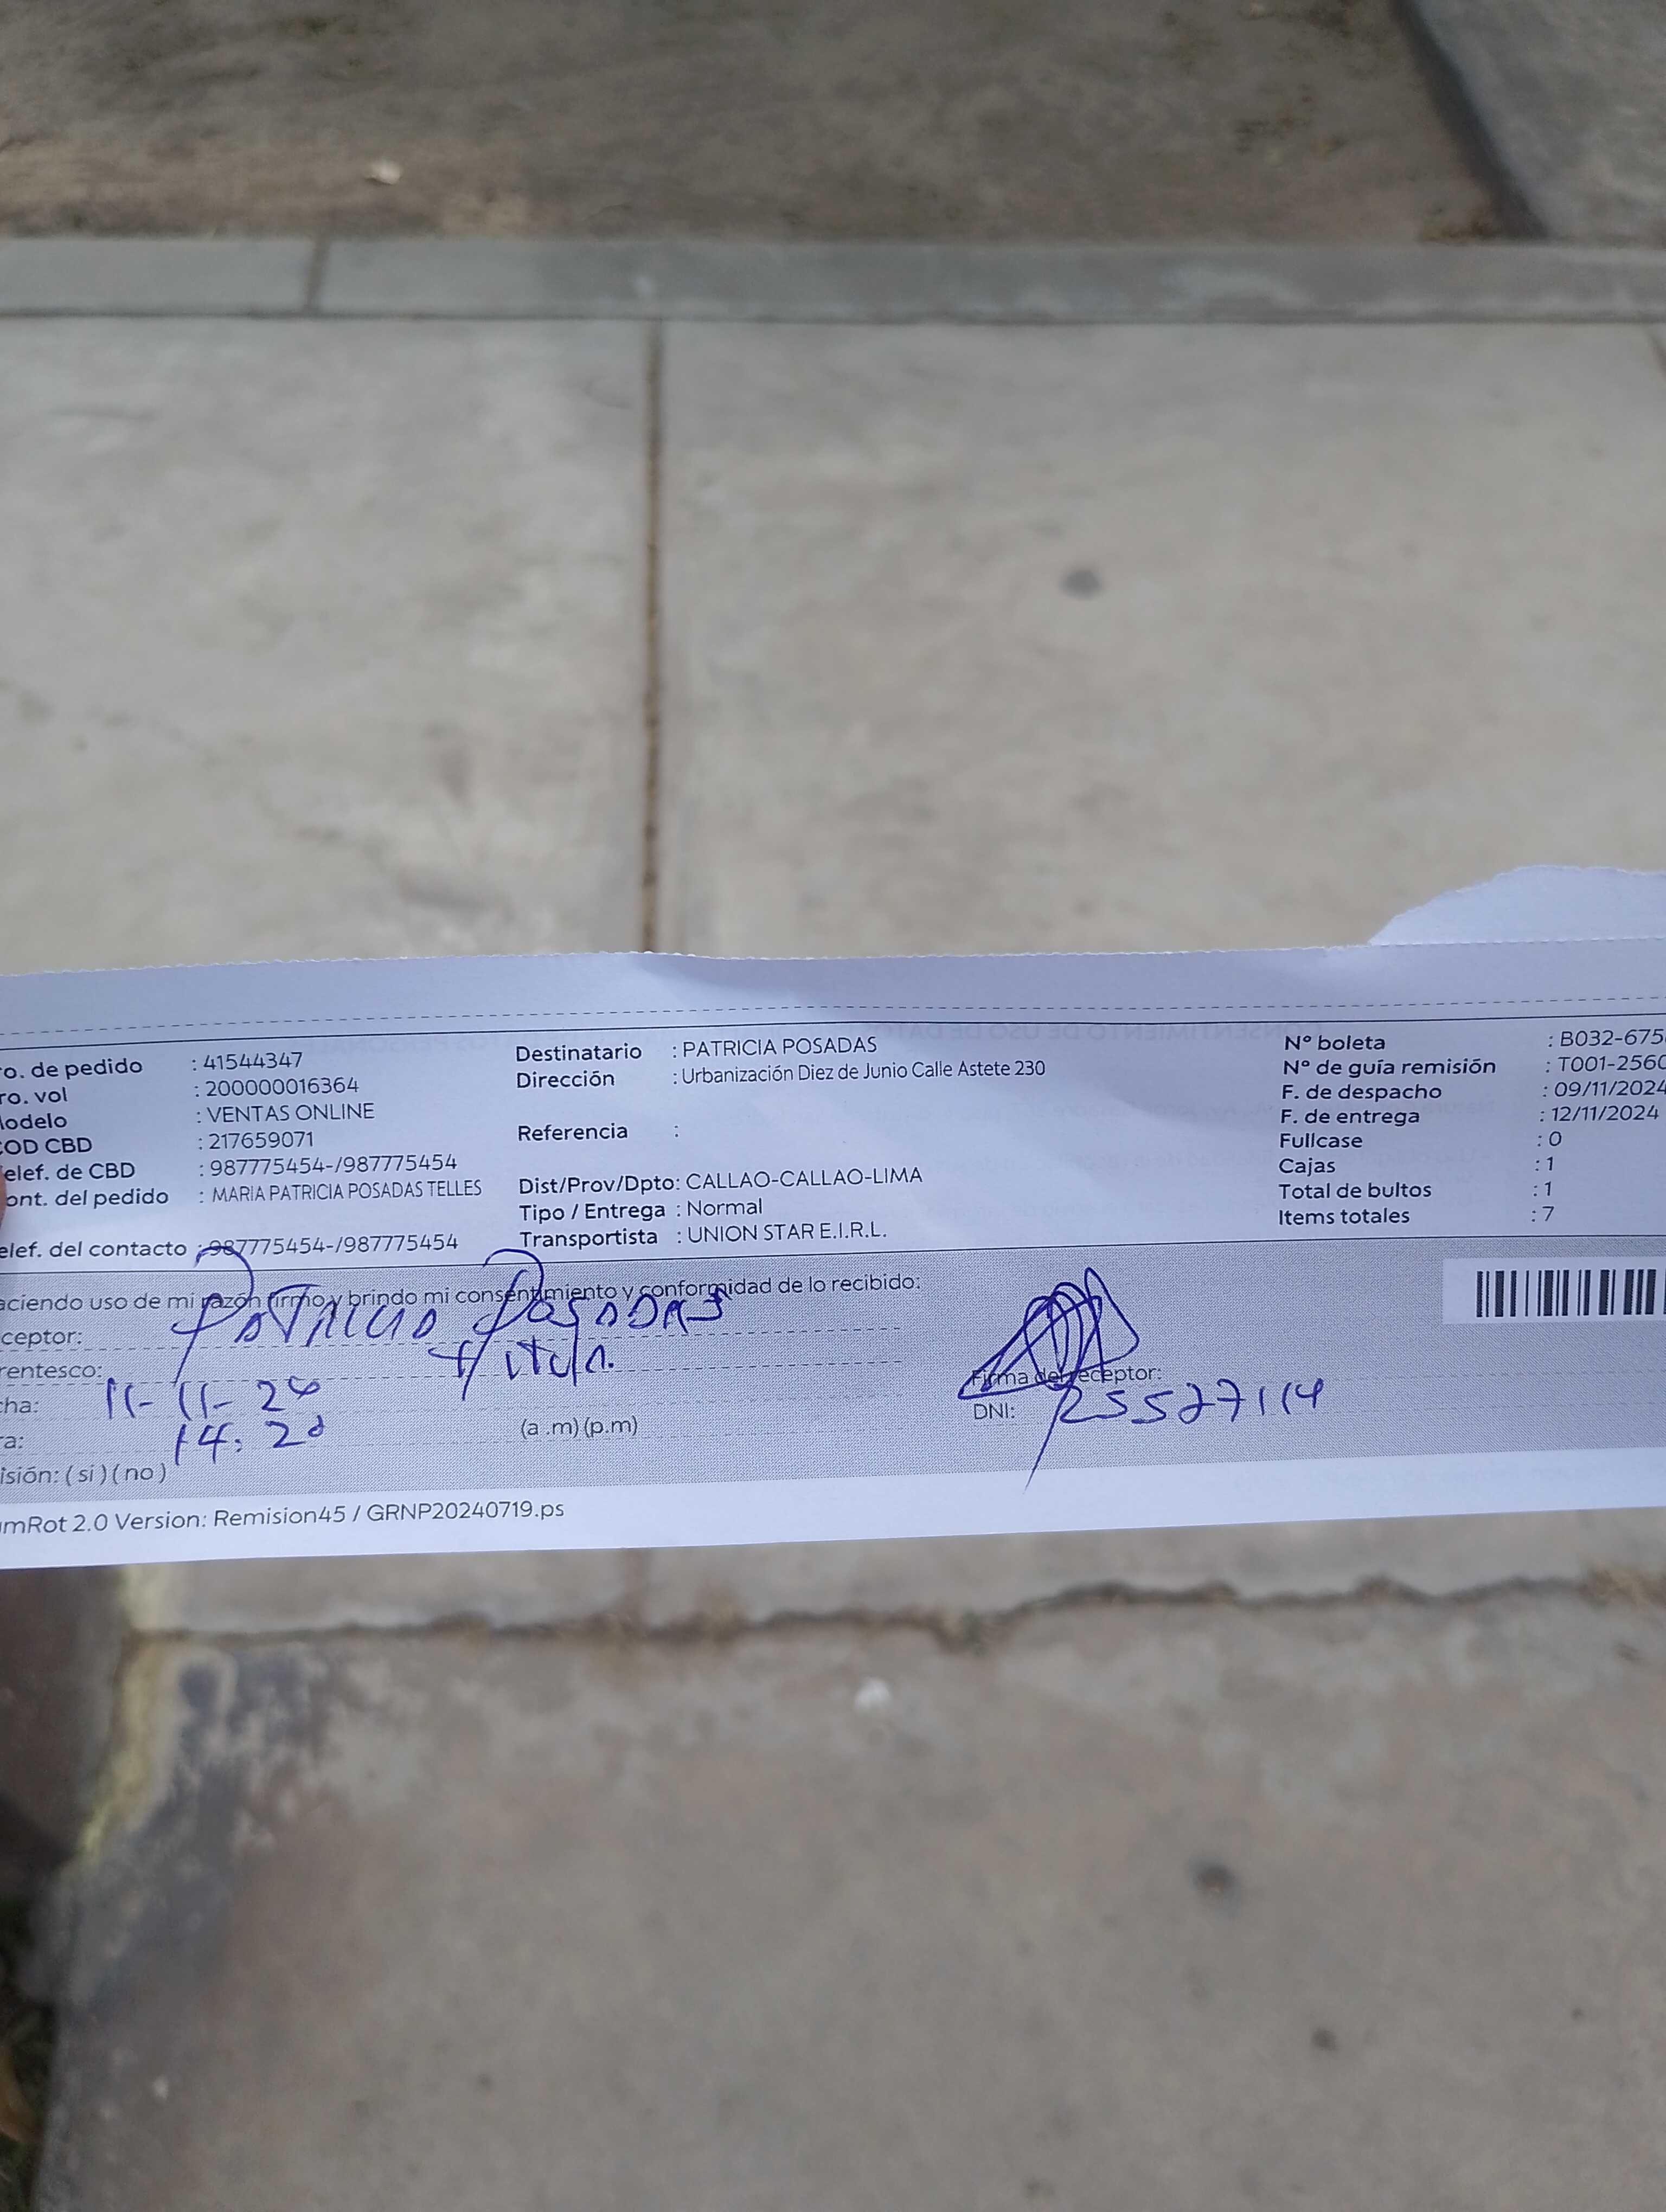 ro. de pedido : 41544347
ro. vol : 200000016364
odelo : VENTAS ONLINE
COD CBD : 217659071
elef. de CBD : 987775454-/987775454
ont. del pedido : MARIA PATRICIA POSADAS TELLES
elef. del contacto : 987775454-/987775454
Destinatario : PATRICIA POSADAS
Dirección : Urbanización Diez de Junio Calle Astete 230
Referencia :
Dist/Prov/Dpto: CALLAO-CALLAO-LIMA
Tipo / Entrega : Normal
Transportista : UNION STAR E.I.R.L.
Nº boleta : B032-675
Nº de guía remisión : T001-2560
F. de despacho : 09/11/2024
F. de entrega : 12/11/2024
Fullcase : 0
Cajas : 1
Total de bultos : 1
Items totales : 7
aciendo uso de mi razón firmo y brindo mi consentimiento y conformidad de lo recibido:
ceptor: Patricia Posadas
rentesco: titular
cha: 11-11-24
ra: 14:20 (a.m) (p.m)
isión: ( si ) ( no )
Firma del receptor:
DNI: 25527114
mRot 2.0 Version: Remision45 / GRNP20240719.ps